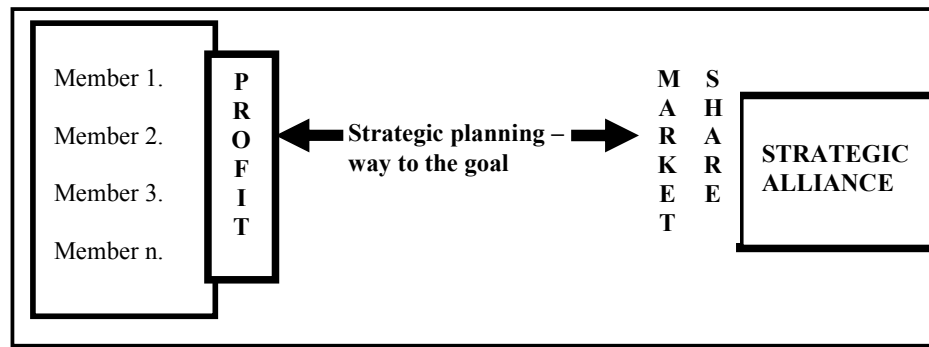 Member 1.
Member 2.
Member 3.
Member n.
PROFIT
Strategic planning –
way to the goal
MARKET
SHARE
STRATEGIC
ALLIANCE